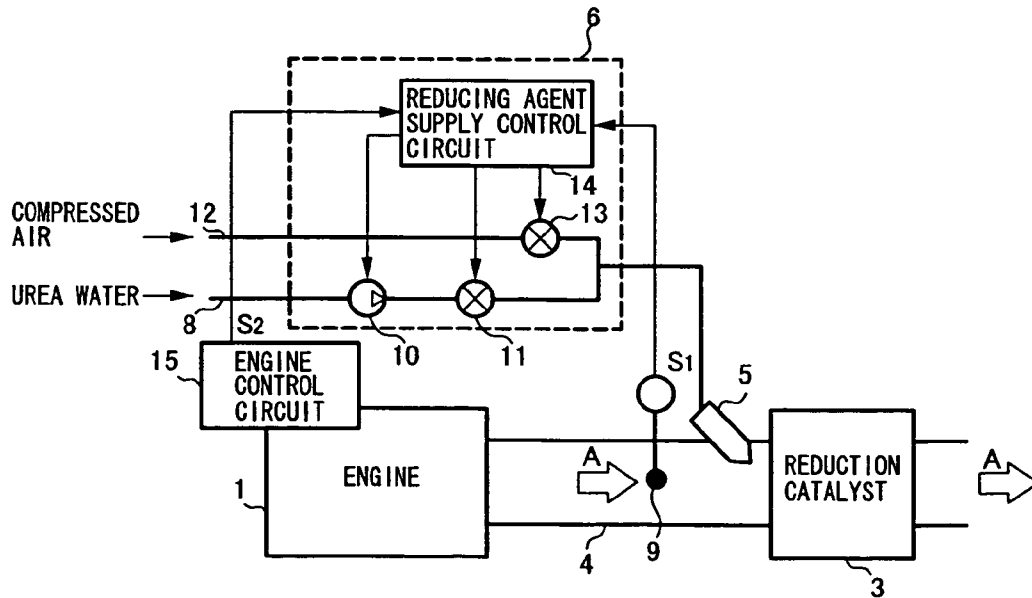 6
REDUCING AGENT
SUPPLY CONTROL
CIRCUIT
14
COMPRESSED
AIR
12
13
UREA WATER
8
S2
10
11
15
ENGINE
CONTROL
CIRCUIT
S1
5
ENGINE
1
A
9
4
REDUCTION
CATALYST
A
3